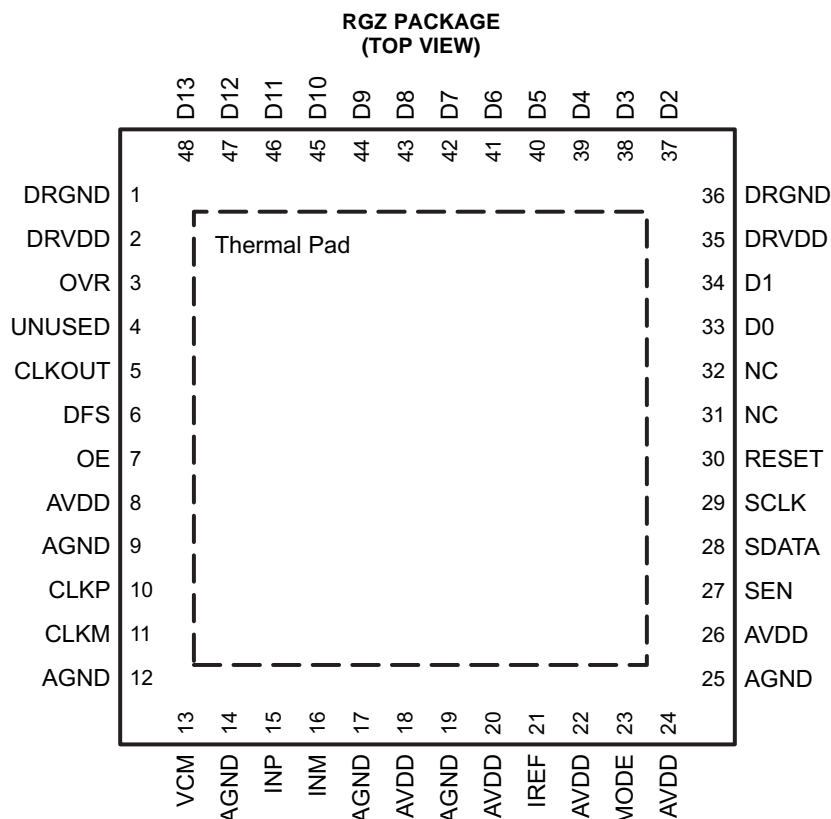 RGZ PACKAGE
(TOP VIEW)
D13 D12 D11 D10 D9 D8 D7 D6 D5 D4 D3 D2
48 47 46 45 44 43 42 41 40 39 38 37
DRGND 1
DRVDD 2
OVR 3
UNUSED 4
CLKOUT 5
DFS 6
OE 7
AVDD 8
AGND 9
CLKP 10
CLKM 11
AGND 12
Thermal Pad
36 DRGND
35 DRVDD
34 D1
33 D0
32 NC
31 NC
30 RESET
29 SCLK
28 SDATA
27 SEN
26 AVDD
25 AGND
13 14 15 16 17 18 19 20 21 22 23 24
VCM AGND INP INM AGND AVDD AGND AVDD IREF AVDD MODE AVDD